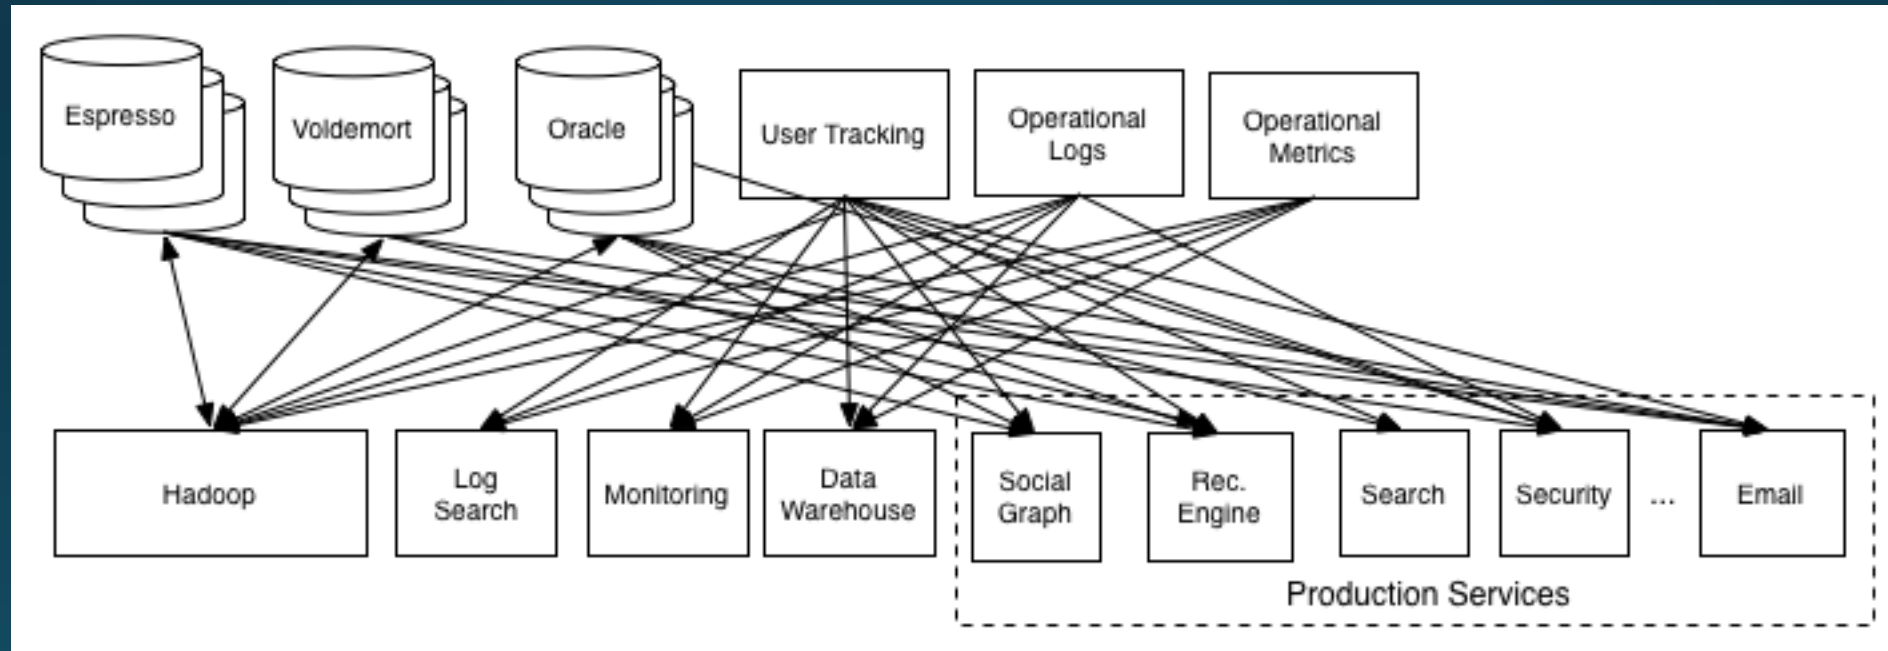 Espresso
Voldemort
Oracle
User Tracking
Operational
Logs
Operational
Metrics
Hadoop
Log
Search
Monitoring
Data
Warehouse
Social
Graph
Rec.
Engine
Search
Security
...
Email
Production Services